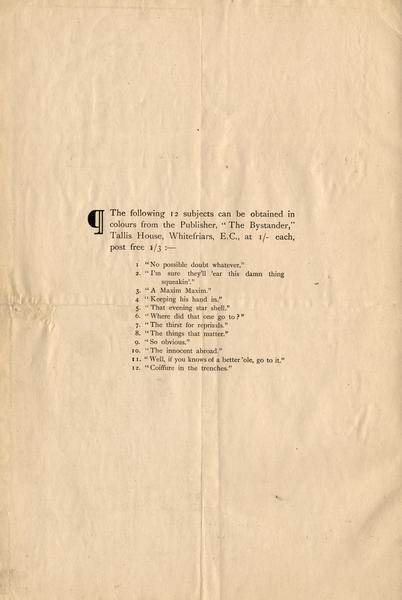 ¶ The following 12 subjects can be obtained in
colours from the Publisher, "The Bystander,"
Tallis House, Whitefriars, E.C., at 1/- each,
post free 1/3 :—
1 "No possible doubt whatever."
2. "I'm sure they'll 'ear this damn thing
squeakin'."
3. "A Maxim Maxim."
4 "Keeping his hand in."
5. "That evening star shell."
6. "Where did that one go to?"
7. "The thirst for reprisals."
8. "The things that matter."
9. "So obvious."
10. "The innocent abroad."
11. "Well, if you knows of a better 'ole, go to it."
12. "Coiffure in the trenches."